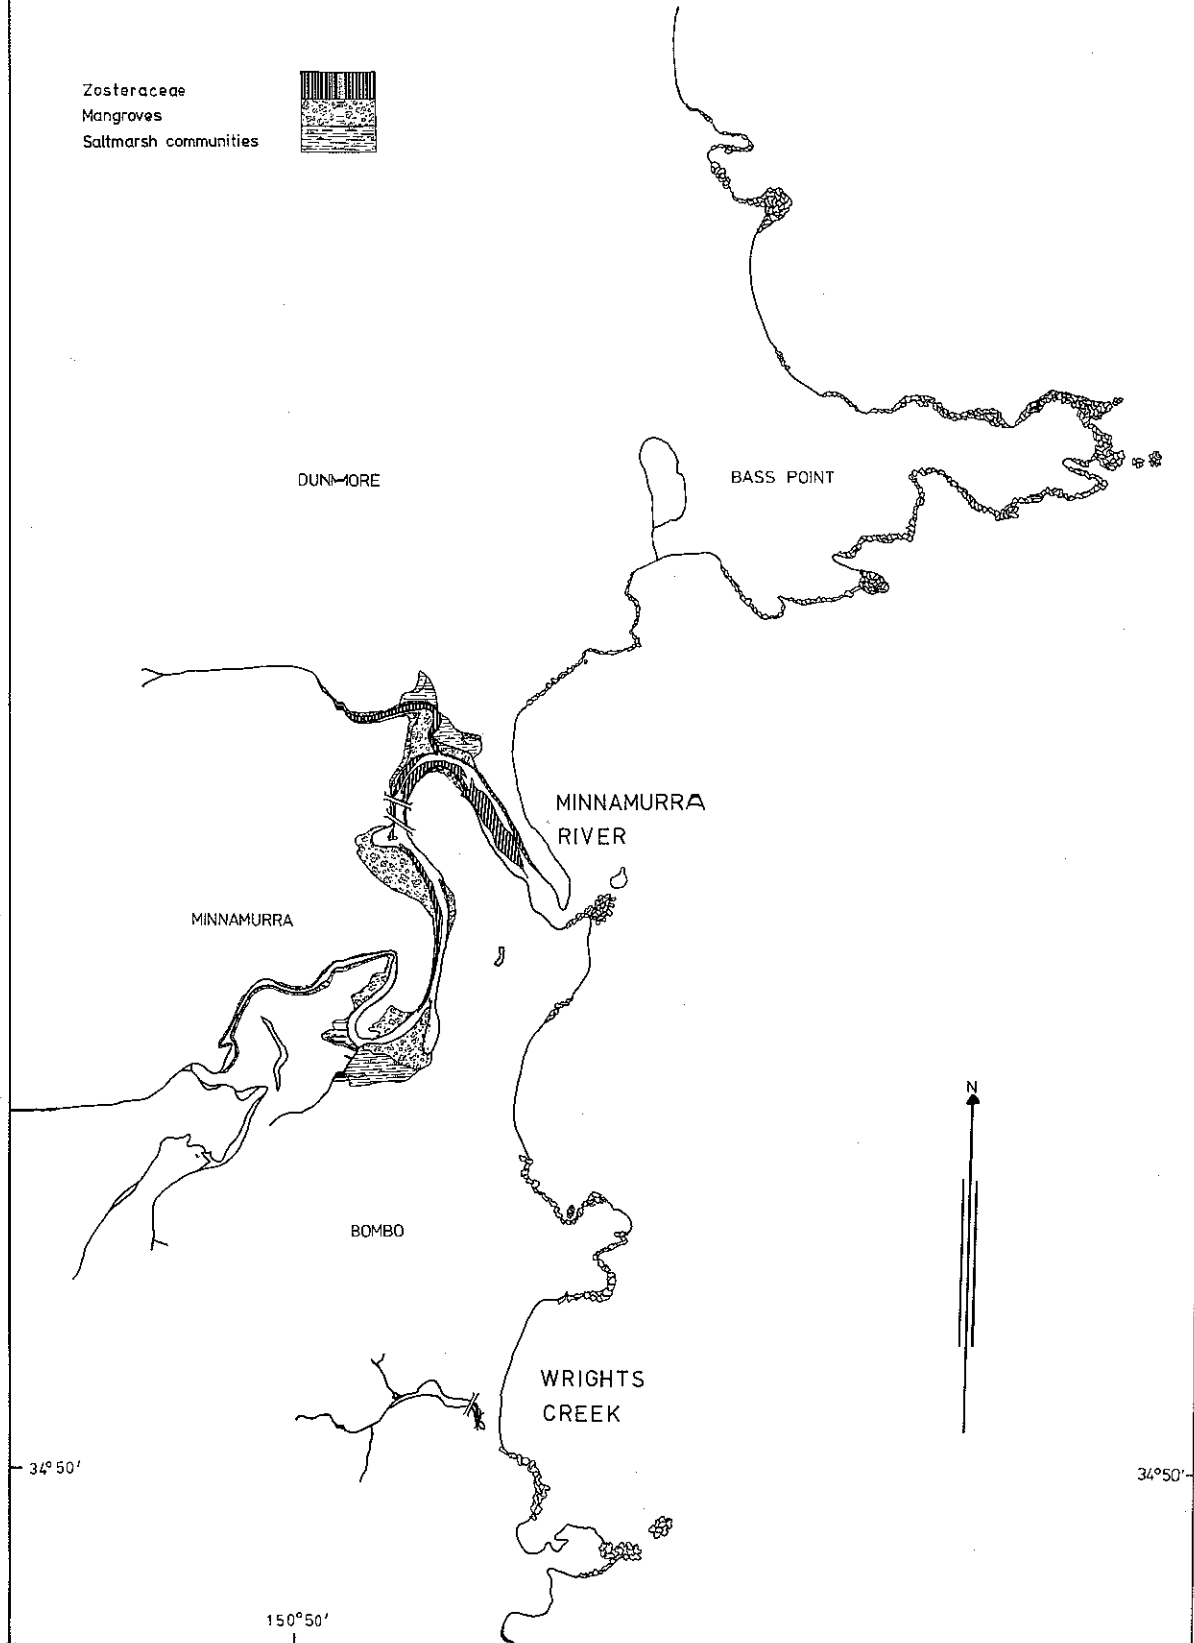 Zosteraceae
Mangroves
Saltmarsh communities
DUNMORE
BASS POINT
MINNAMURRA
RIVER
MINNAMURRA
N
BOMBO
WRIGHTS
CREEK
34°50'
34°50'
150°50'